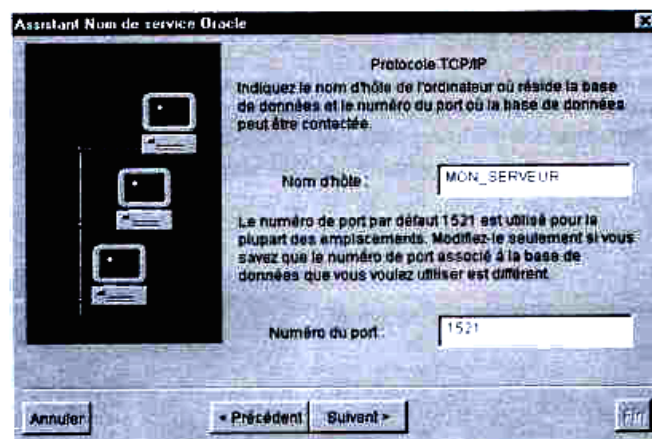 Assistant Nom de service Oracle
Protocole TCP/IP
Indiquez le nom d'hôte de l'ordinateur où réside la base
de données et le numéro du port où la base de données
peut être contactée.
Nom d'hôte :
MON_SERVEUR
Le numéro de port par défaut 1521 est utilisé pour la
plupart des emplacements. Modifiez-le seulement si vous
savez que le numéro de port associé à la base de
données que vous voulez utiliser est différent.
Numéro du port :
1521
Annuler
< Précédent
Suivant >
Fin